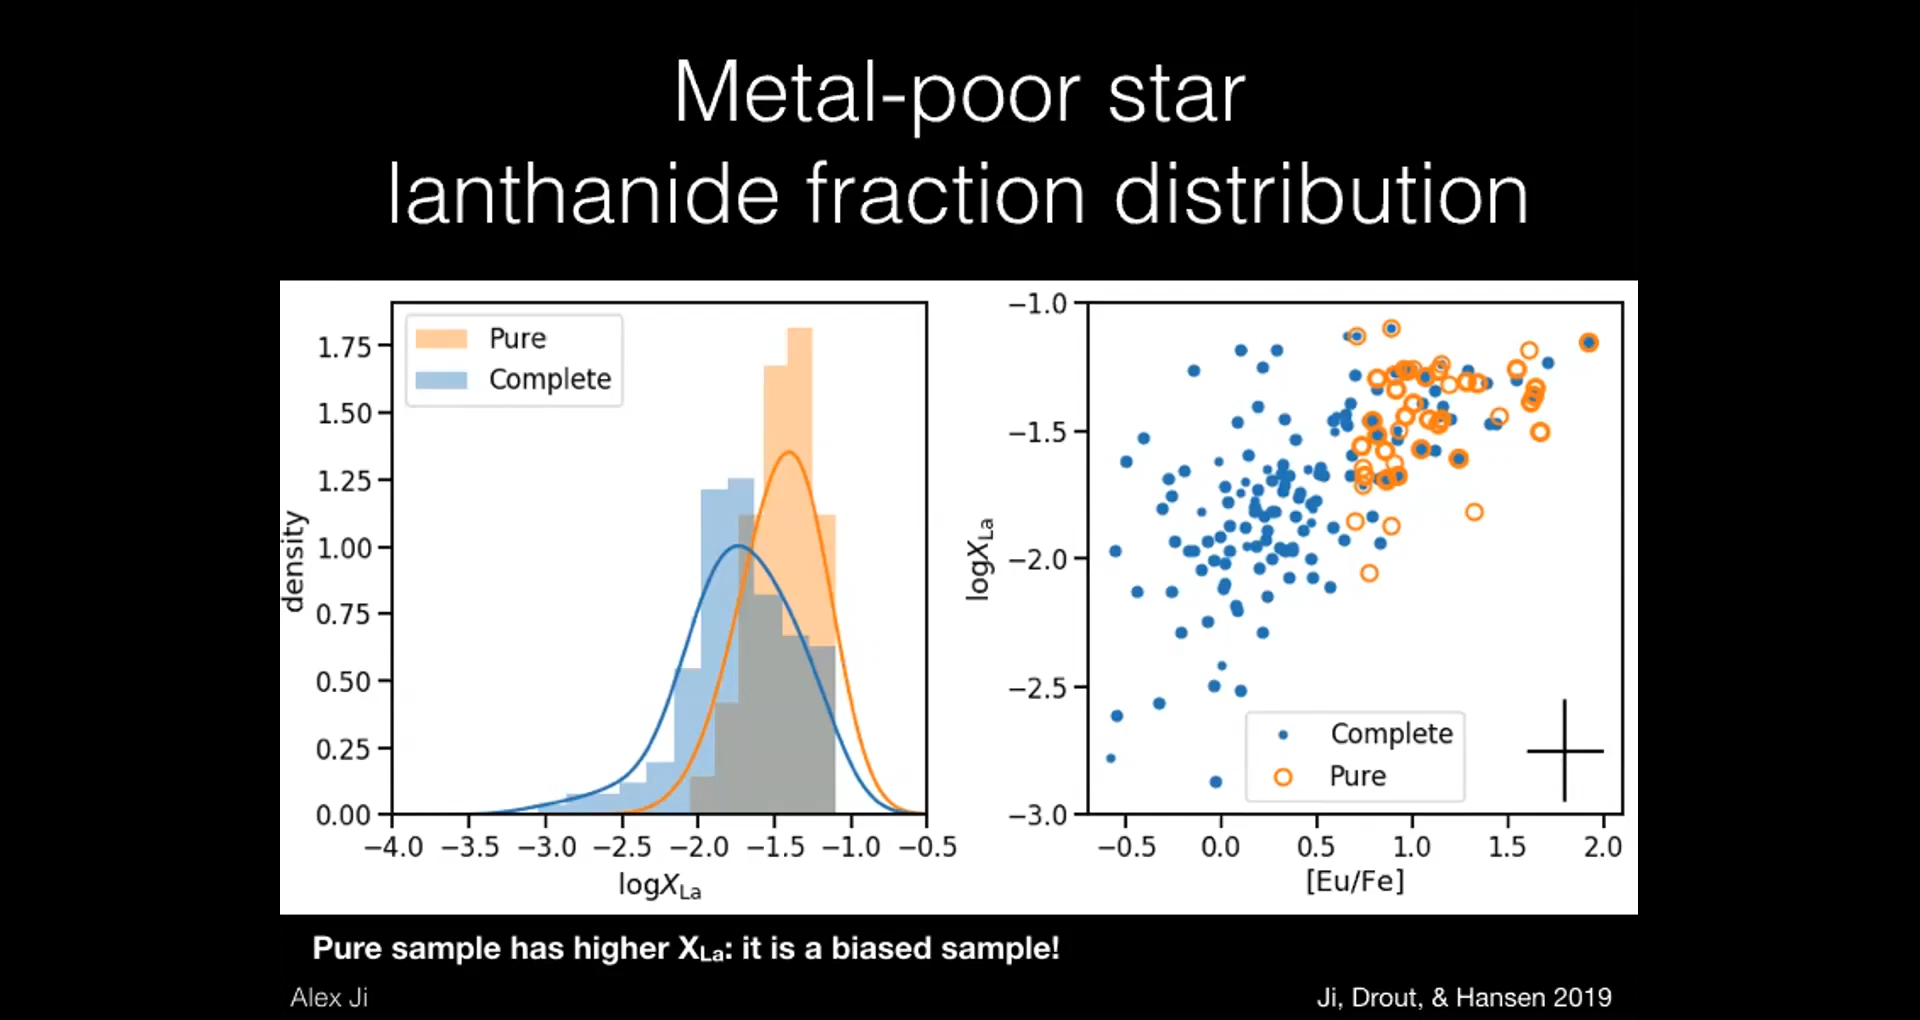 Metal-poor star
lanthanide fraction distribution
Pure
Complete
density
1.75
1.50
1.25
1.00
0.75
0.50
0.25
0.00
−4.0 −3.5 −3.0 −2.5 −2.0 −1.5 −1.0 −0.5
logXLa
logXLa
−1.0
−1.5
−2.0
−2.5
−3.0
Complete
Pure
−0.5 0.0 0.5 1.0 1.5 2.0
[Eu/Fe]
Pure sample has higher XLa: it is a biased sample!
Alex Ji
Ji, Drout, & Hansen 2019